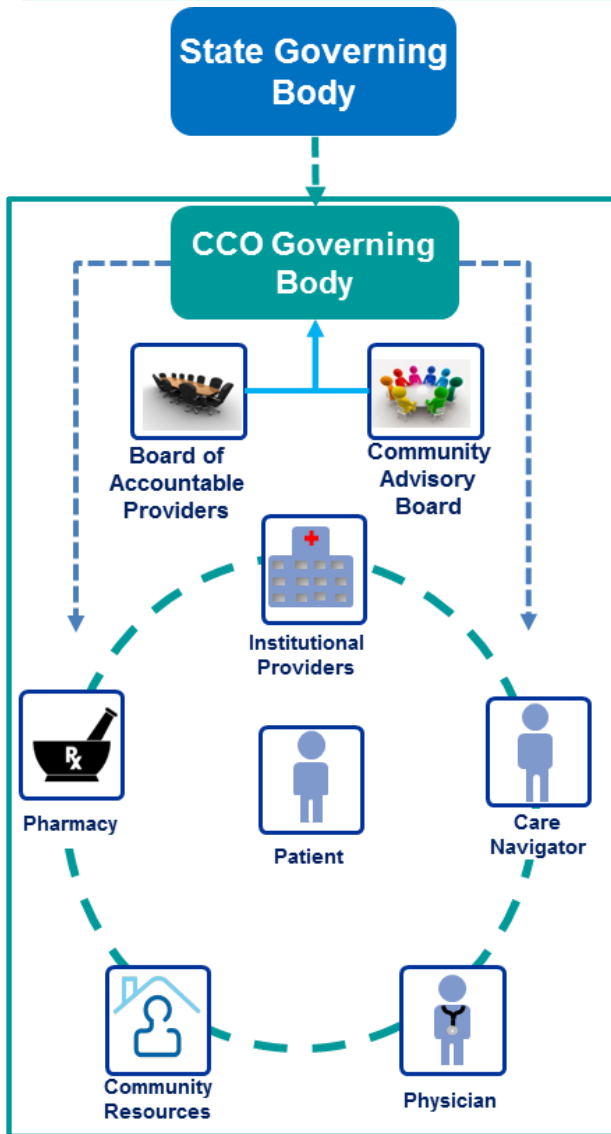 State Governing
Body
CCO Governing
Body
Board of
Accountable
Providers
Community
Advisory
Board
Institutional
Providers
Rx
Pharmacy
Patient
Care
Navigator
Community
Resources
Physician